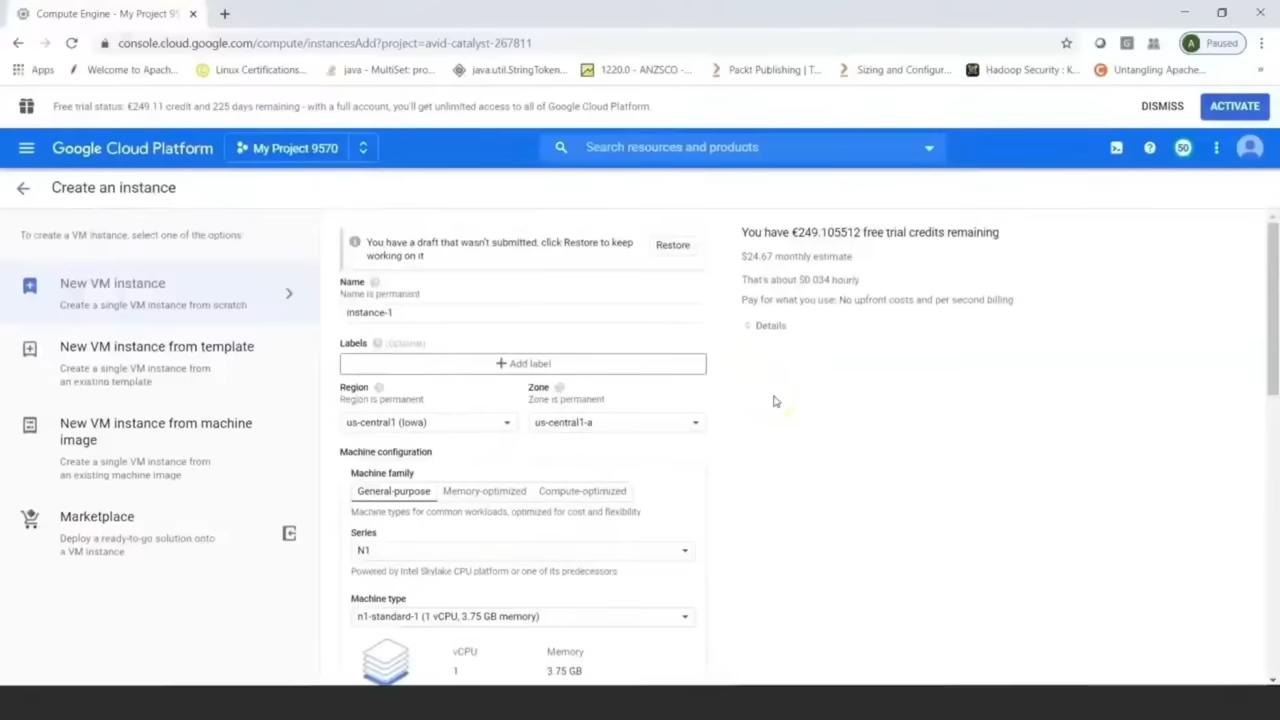 Compute Engine - My Project 95
console.cloud.google.com/compute/instancesAdd?project=avid-catalyst-267811
Paused
A
Apps
Welcome to Apach...
Linux Certifications...
java - MultiSet: pro...
java.util.StringToken...
1220.0 - ANZSCO -...
Packt Publishing | T...
Sizing and Configur...
Hadoop Security : K...
Untangling Apache...
»
Free trial status: €249.11 credit and 225 days remaining - with a full account, you'll get unlimited access to all of Google Cloud Platform.
DISMISS
ACTIVATE
Google Cloud Platform
My Project 9570
Search resources and products
50
Create an instance
To create a VM instance, select one of the options:
New VM instance
Create a single VM instance from scratch
New VM instance from template
Create a single VM instance from
an existing template
New VM instance from machine
image
Create a single VM instance from
an existing machine image
Marketplace
Deploy a ready-to-go solution onto
a VM instance
You have a draft that wasn't submitted, click Restore to keep
working on it
Restore
Name
Name is permanent
instance-1
Labels (Optional)
Add label
Region
Region is permanent
us-central1 (Iowa)
Zone
Zone is permanent
us-central1-a
Machine configuration
Machine family
General-purpose
Memory-optimized
Compute-optimized
Machine types for common workloads, optimized for cost and flexibility
Series
N1
Powered by Intel Skylake CPU platform or one of its predecessors
Machine type
n1-standard-1 (1 vCPU, 3.75 GB memory)
vCPU
1
Memory
3.75 GB
You have €249.105512 free trial credits remaining
$24.67 monthly estimate
That's about $0.034 hourly
Pay for what you use: No upfront costs and per second billing
Details